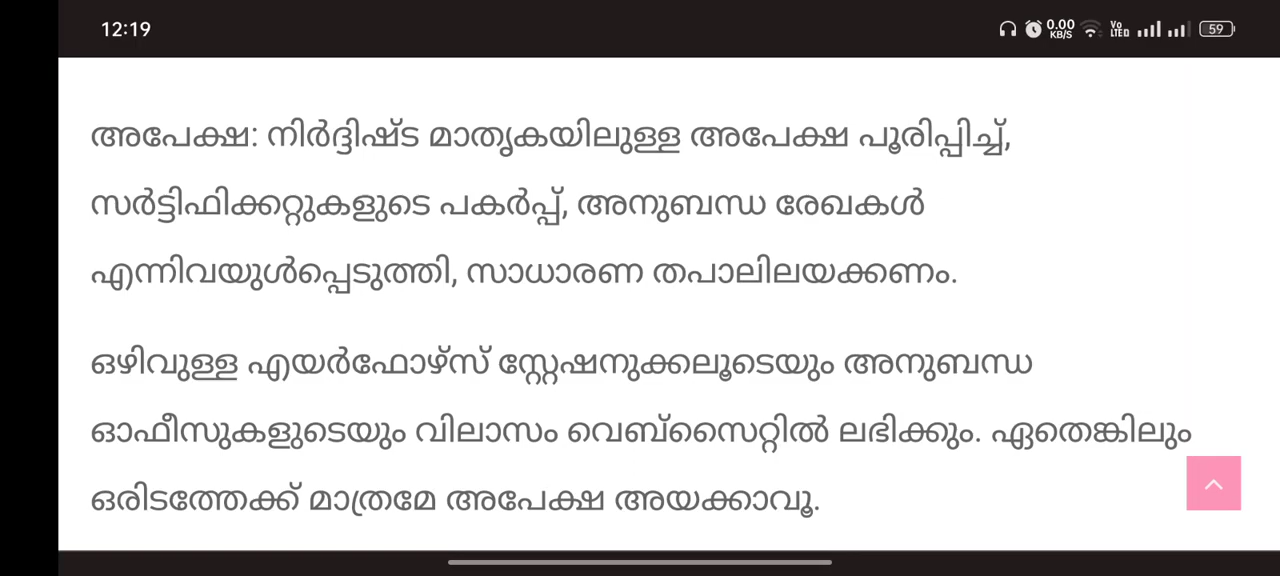 12:19
0.00
KB/S
Vo
LTED
59
അപേക്ഷ: നിർദ്ദിഷ്ട മാതൃകയിലുള്ള അപേക്ഷ പൂരിപ്പിച്ച്,
സർട്ടിഫിക്കറ്റുകളുടെ പകർപ്പ്, അനുബന്ധ രേഖകൾ
എന്നിവയുൾപ്പെടുത്തി, സാധാരണ തപാലിലയക്കണം.
ഒഴിവുള്ള എയർഫോഴ്സ് സ്റ്റേഷനുക്കലൂടെയും അനുബന്ധ
ഓഫീസുകളുടെയും വിലാസം വെബ്സൈറ്റിൽ ലഭിക്കും. ഏതെങ്കിലും
ഒരിടത്തേക്ക് മാത്രമേ അപേക്ഷ അയക്കാവൂ.